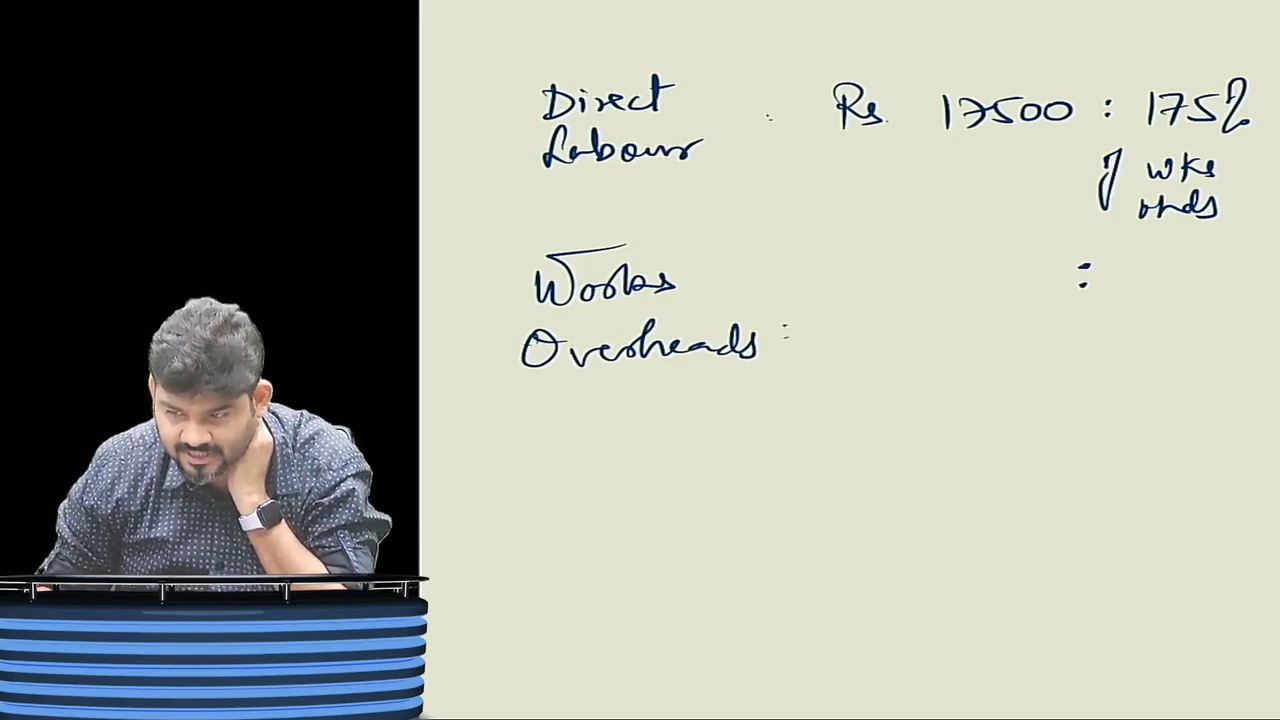 Direct Rs. 17500 : 175%
Labour of wks
ohds
Works :
Overheads :